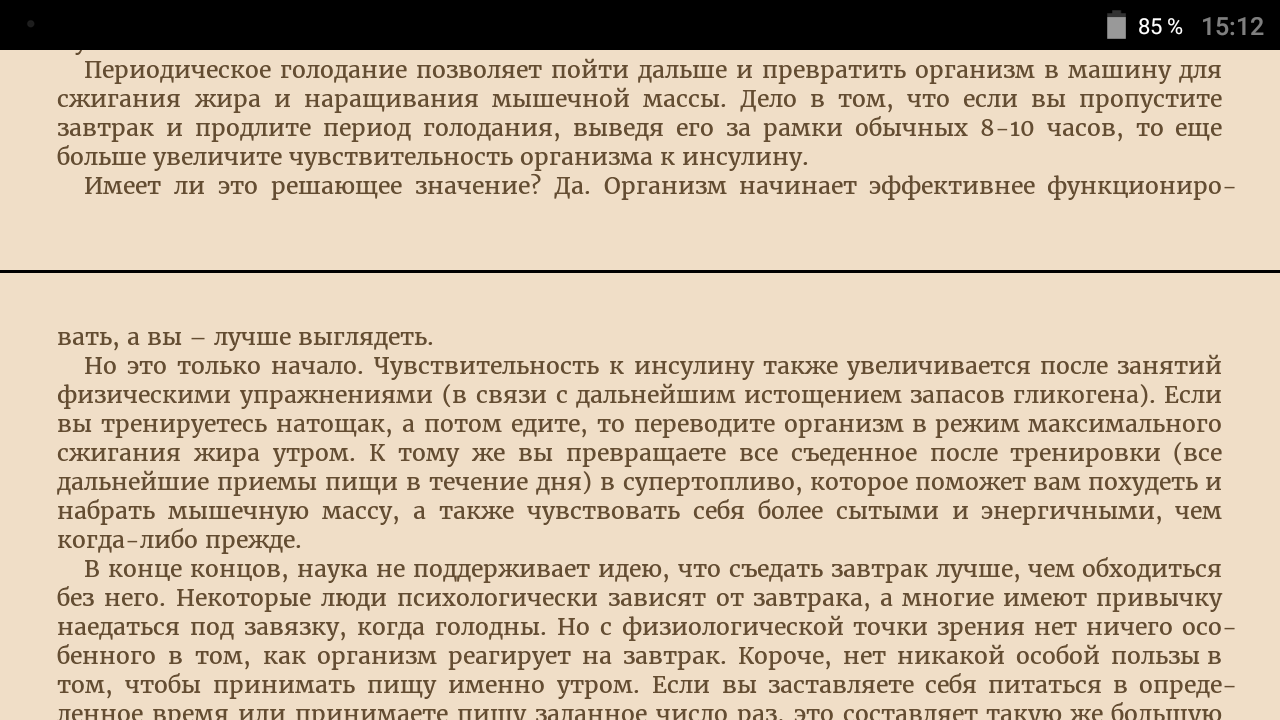 85 % 15:12
Периодическое голодание позволяет пойти дальше и превратить организм в машину для
сжигания жира и наращивания мышечной массы. Дело в том, что если вы пропустите
завтрак и продлите период голодания, выведя его за рамки обычных 8-10 часов, то еще
больше увеличите чувствительность организма к инсулину.
Имеет ли это решающее значение? Да. Организм начинает эффективнее функциониро-
вать, а вы – лучше выглядеть.
Но это только начало. Чувствительность к инсулину также увеличивается после занятий
физическими упражнениями (в связи с дальнейшим истощением запасов гликогена). Если
вы тренируетесь натощак, а потом едите, то переводите организм в режим максимального
сжигания жира утром. К тому же вы превращаете все съеденное после тренировки (все
дальнейшие приемы пищи в течение дня) в супертопливо, которое поможет вам похудеть и
набрать мышечную массу, а также чувствовать себя более сытыми и энергичными, чем
когда-либо прежде.
В конце концов, наука не поддерживает идею, что съедать завтрак лучше, чем обходиться
без него. Некоторые люди психологически зависят от завтрака, а многие имеют привычку
наедаться под завязку, когда голодны. Но с физиологической точки зрения нет ничего осо-
бенного в том, как организм реагирует на завтрак. Короче, нет никакой особой пользы в
том, чтобы принимать пищу именно утром. Если вы заставляете себя питаться в опреде-
ленное время или принимаете пищу заданное число раз, это составляет такую же большую